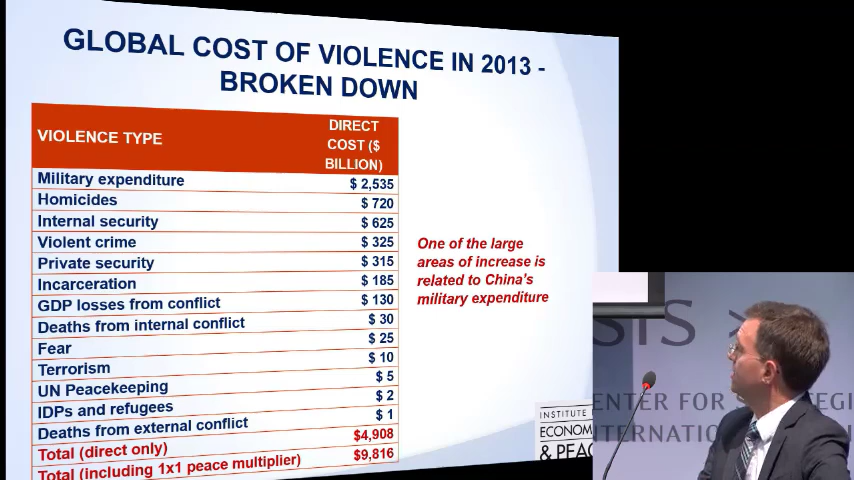 GLOBAL COST OF VIOLENCE IN 2013 -
BROKEN DOWN
VIOLENCE TYPE DIRECT
COST ($
BILLION)
Military expenditure $ 2,535
Homicides $ 720
Internal security $ 625
Violent crime $ 325
Private security $ 315
Incarceration $ 185
GDP losses from conflict $ 130
Deaths from internal conflict $ 30
Fear $ 25
Terrorism $ 10
UN Peacekeeping $ 5
IDPs and refugees $ 2
Deaths from external conflict $ 1
Total (direct only) $4,908
Total (including 1x1 peace multiplier) $9,816
One of the large
areas of increase is
related to China's
military expenditure
INSTITUTE
ECONOM
& PEAC
SIS
ENTER FOR S EGI
NTERNATIO